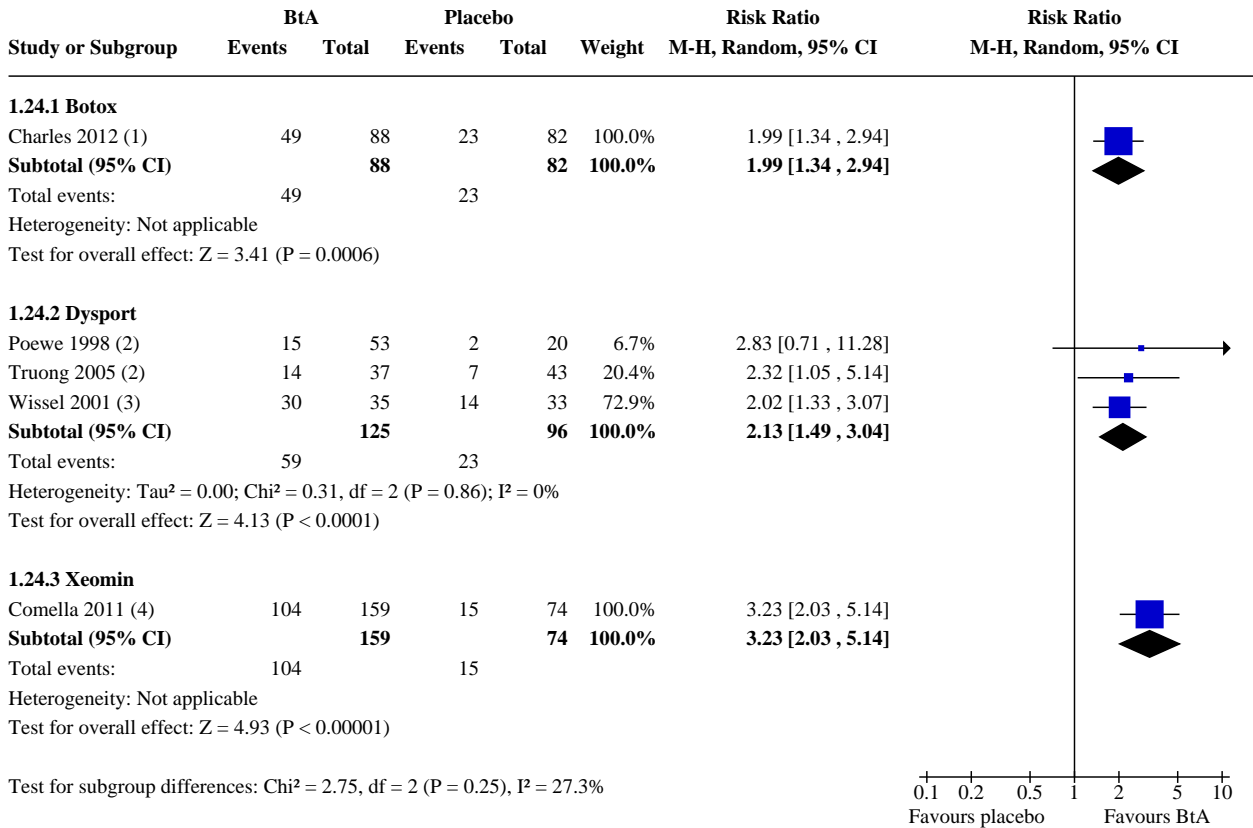 BtA Placebo Risk Ratio Risk Ratio
Study or Subgroup Events Total Events Total Weight M-H, Random, 95% CI M-H, Random, 95% CI
1.24.1 Botox
Charles 2012 (1) 49 88 23 82 100.0% 1.99 [1.34 , 2.94]
Subtotal (95% CI) 88 82 100.0% 1.99 [1.34 , 2.94]
Total events: 49 23
Heterogeneity: Not applicable
Test for overall effect: Z = 3.41 (P = 0.0006)
1.24.2 Dysport
Poewe 1998 (2) 15 53 2 20 6.7% 2.83 [0.71 , 11.28]
Truong 2005 (2) 14 37 7 43 20.4% 2.32 [1.05 , 5.14]
Wissel 2001 (3) 30 35 14 33 72.9% 2.02 [1.33 , 3.07]
Subtotal (95% CI) 125 96 100.0% 2.13 [1.49 , 3.04]
Total events: 59 23
Heterogeneity: Tau² = 0.00; Chi² = 0.31, df = 2 (P = 0.86); I² = 0%
Test for overall effect: Z = 4.13 (P < 0.0001)
1.24.3 Xeomin
Comella 2011 (4) 104 159 15 74 100.0% 3.23 [2.03 , 5.14]
Subtotal (95% CI) 159 74 100.0% 3.23 [2.03 , 5.14]
Total events: 104 15
Heterogeneity: Not applicable
Test for overall effect: Z = 4.93 (P < 0.00001)
Test for subgroup differences: Chi² = 2.75, df = 2 (P = 0.25), I² = 27.3%
0.1 0.2 0.5 1 2 5 10
Favours placebo Favours BtA